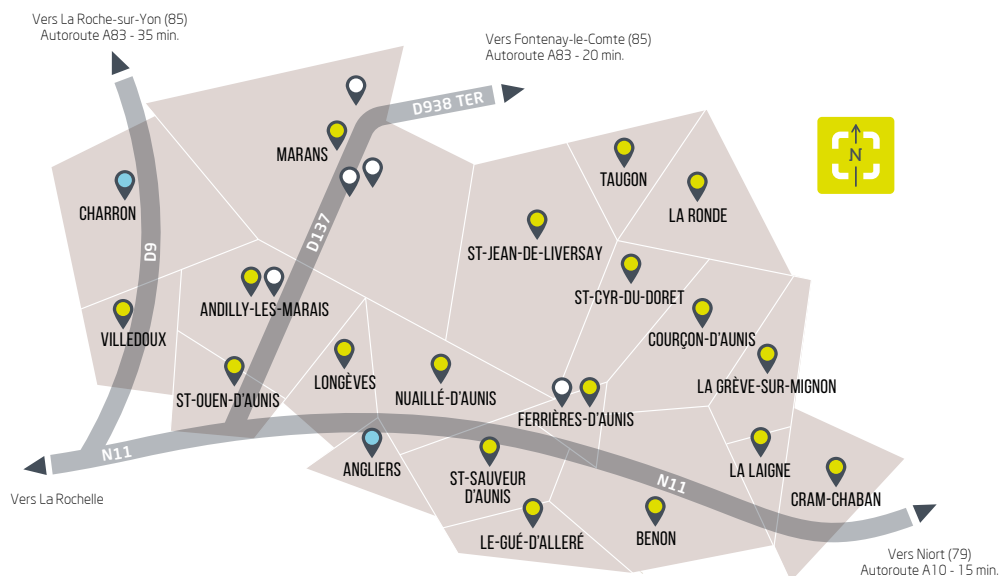 Vers La Roche-sur-Yon (85)
Autoroute A83 - 35 min.
Vers Fontenay-le-Comte (85)
Autoroute A83 - 20 min.
D938 TER
N
MARANS
TAUGON
CHARRON
LA RONDE
D137
D9
ST-JEAN-DE-LIVERSAY
ST-CYR-DU-DORET
ANDILLY-LES-MARAIS
VILLEDOUX
COURÇON-D'AUNIS
LONGÈVES
LA GRÈVE-SUR-MIGNON
ST-OUEN-D'AUNIS
NUAILLÉ-D'AUNIS
FERRIÈRES-D'AUNIS
N11
ANGLIERS
LA LAIGNE
ST-SAUVEUR
D'AUNIS
N11
CRAM-CHABAN
Vers La Rochelle
LE-GUÉ-D'ALLERÉ
BENON
Vers Niort (79)
Autoroute A10 - 15 min.